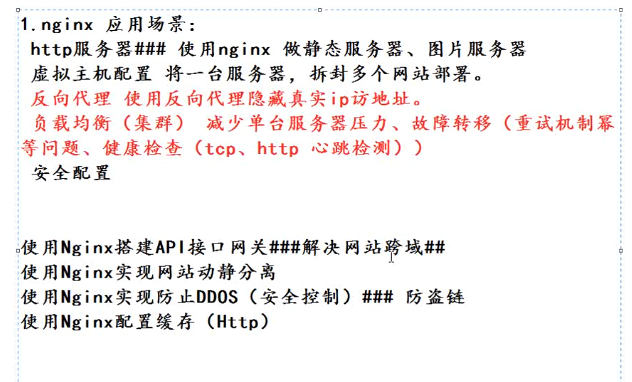 1.nginx 应用场景：
http服务器### 使用nginx 做静态服务器、图片服务器
虚拟主机配置 将一台服务器，拆封多个网站部署。
反向代理 使用反向代理隐藏真实ip访地址。
负载均衡（集群） 减少单台服务器压力、故障转移（重试机制幂
等问题、健康检查（tcp、http 心跳检测））
安全配置
使用Nginx搭建API接口网关###解决网站跨域##
使用Nginx实现网站动静分离
使用Nginx实现防止DDOS（安全控制）### 防盗链
使用Nginx配置缓存（Http）